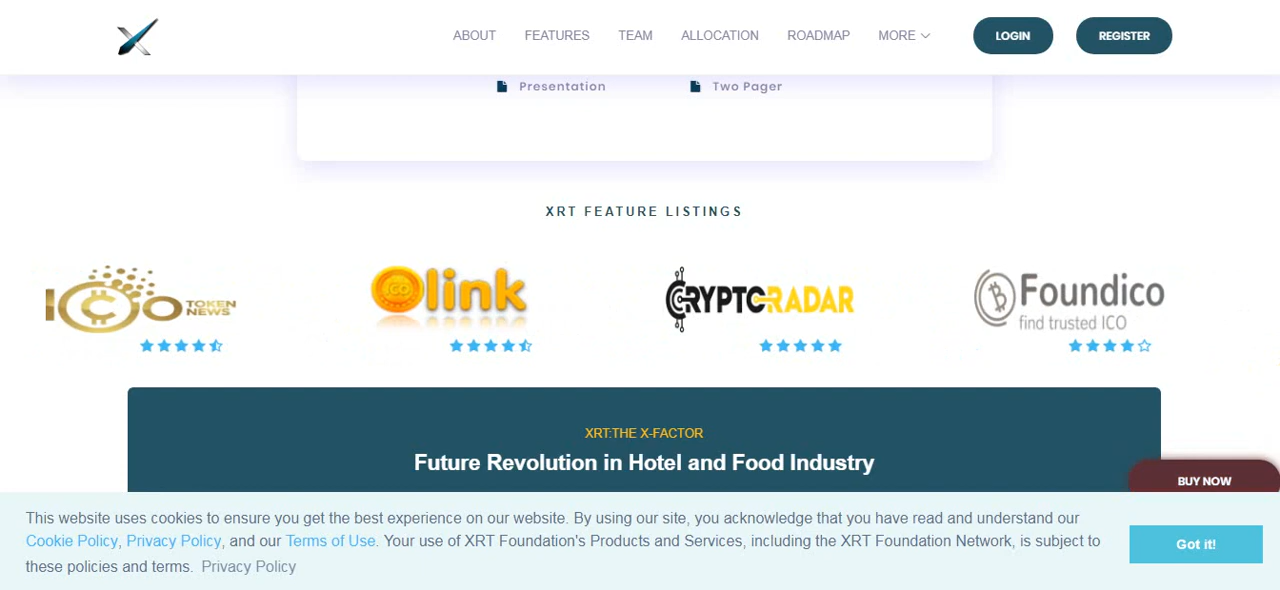 ABOUT FEATURES TEAM ALLOCATION ROADMAP MORE LOGIN REGISTER
Presentation Two Pager
XRT FEATURE LISTINGS
ICO TOKEN NEWS
ICO link
CRYPTORADAR
Foundico
find trusted ICO
XRT:THE X-FACTOR
Future Revolution in Hotel and Food Industry
BUY NOW
This website uses cookies to ensure you get the best experience on our website. By using our site, you acknowledge that you have read and understand our
Cookie Policy, Privacy Policy, and our Terms of Use. Your use of XRT Foundation's Products and Services, including the XRT Foundation Network, is subject to
these policies and terms. Privacy Policy
Got it!